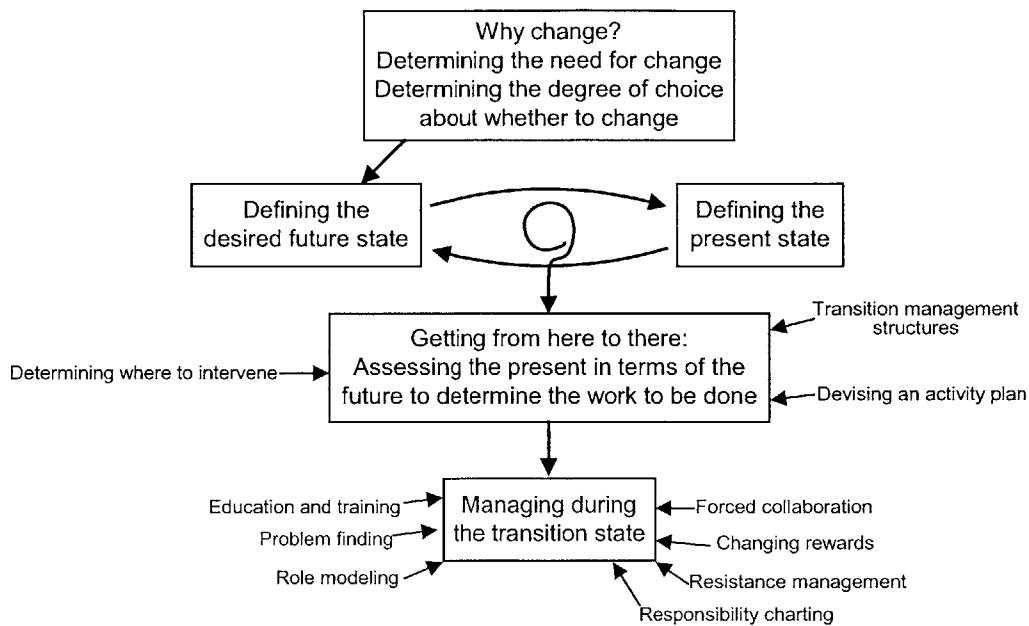 Why change?
Determining the need for change
Determining the degree of choice
about whether to change
Defining the
desired future state
Defining the
present state
Getting from here to there:
Assessing the present in terms of the
future to determine the work to be done
Transition management
structures
Determining where to intervene
Devising an activity plan
Managing during
the transition state
Education and training
Problem finding
Role modeling
Forced collaboration
Changing rewards
Resistance management
Responsibility charting